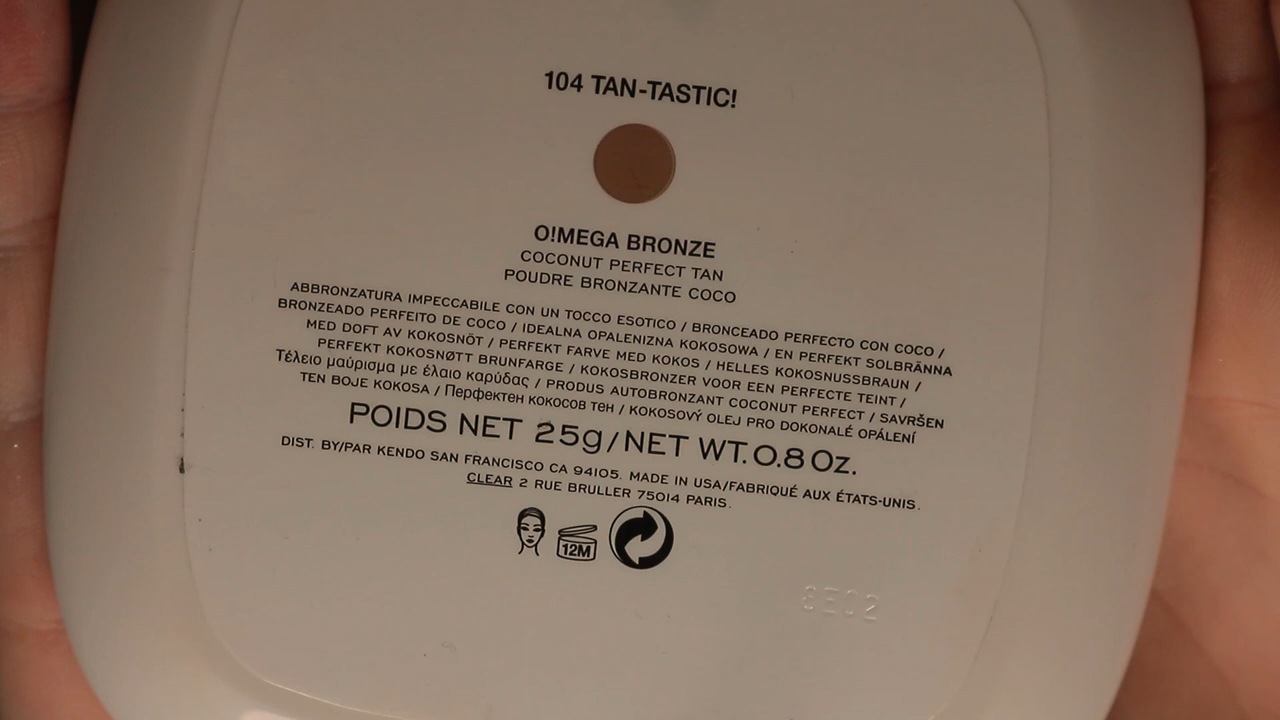 104 TAN-TASTIC!
O!MEGA BRONZE
COCONUT PERFECT TAN
POUDRE BRONZANTE COCO
ABBRONZATURA IMPECCABILE CON UN TOCCO ESOTICO / BRONCEADO PERFECTO CON COCO /
BRONZEADO PERFEITO DE COCO / IDEALNA OPALENIZNA KOKOSOWA / EN PERFEKT SOLBRÄNNA
MED DOFT AV KOKOSNÖT / PERFEKT FARVE MED KOKOS / HELLES KOKOSNUSSBRAUN /
PERFEKT KOKOSNØTT BRUNFARGE / KOKOSBRONZER VOOR EEN PERFECTE TEINT /
Τέλειο μαύρισμα με έλαιο καρύδας / PRODUS AUTOBRONZANT COCONUT PERFECT / SAVRŠEN
TEN BOJE KOKOSA / Перфектен кокосов тен / KOKOSOVÝ OLEJ PRO DOKONALÉ OPÁLENÍ
POIDS NET 25g/NET WT.0.8 Oz.
DIST. BY/PAR KENDO SAN FRANCISCO CA 94105. MADE IN USA/FABRIQUÉ AUX ÉTATS-UNIS.
CLEAR 2 RUE BRULLER 75014 PARIS.
12M